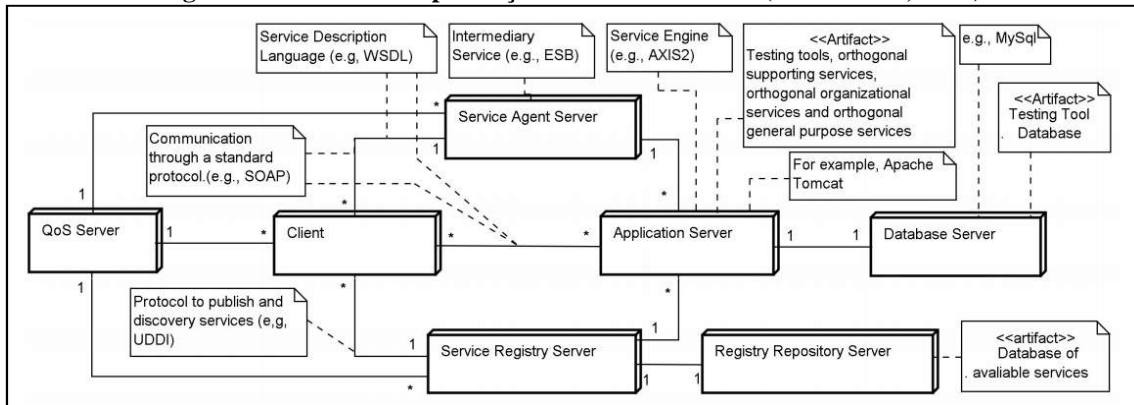 Service Description
Language (e.g, WSDL)
Intermediary
Service (e.g., ESB)
Service Engine
(e.g., AXIS2)
<<Artifact>>
Testing tools, orthogonal
supporting services,
orthogonal organizational
services and orthogonal
general purpose services
e.g., MySql
<<Artifact>>
Testing Tool
. Database
Communication
through a standard
protocol.(e.g., SOAP)
*
Service Agent Server
1
1
For example, Apache
Tomcat
1
*
*
QoS Server
1
*
Client
*
*
Application Server
1
1
Database Server
1
*
*
Protocol to publish and
discovery services (e,g,
UDDI)
1
1
Service Registry Server
*
1
1
Registry Repository Server
<<artifact>>
Database of
. avaliable services